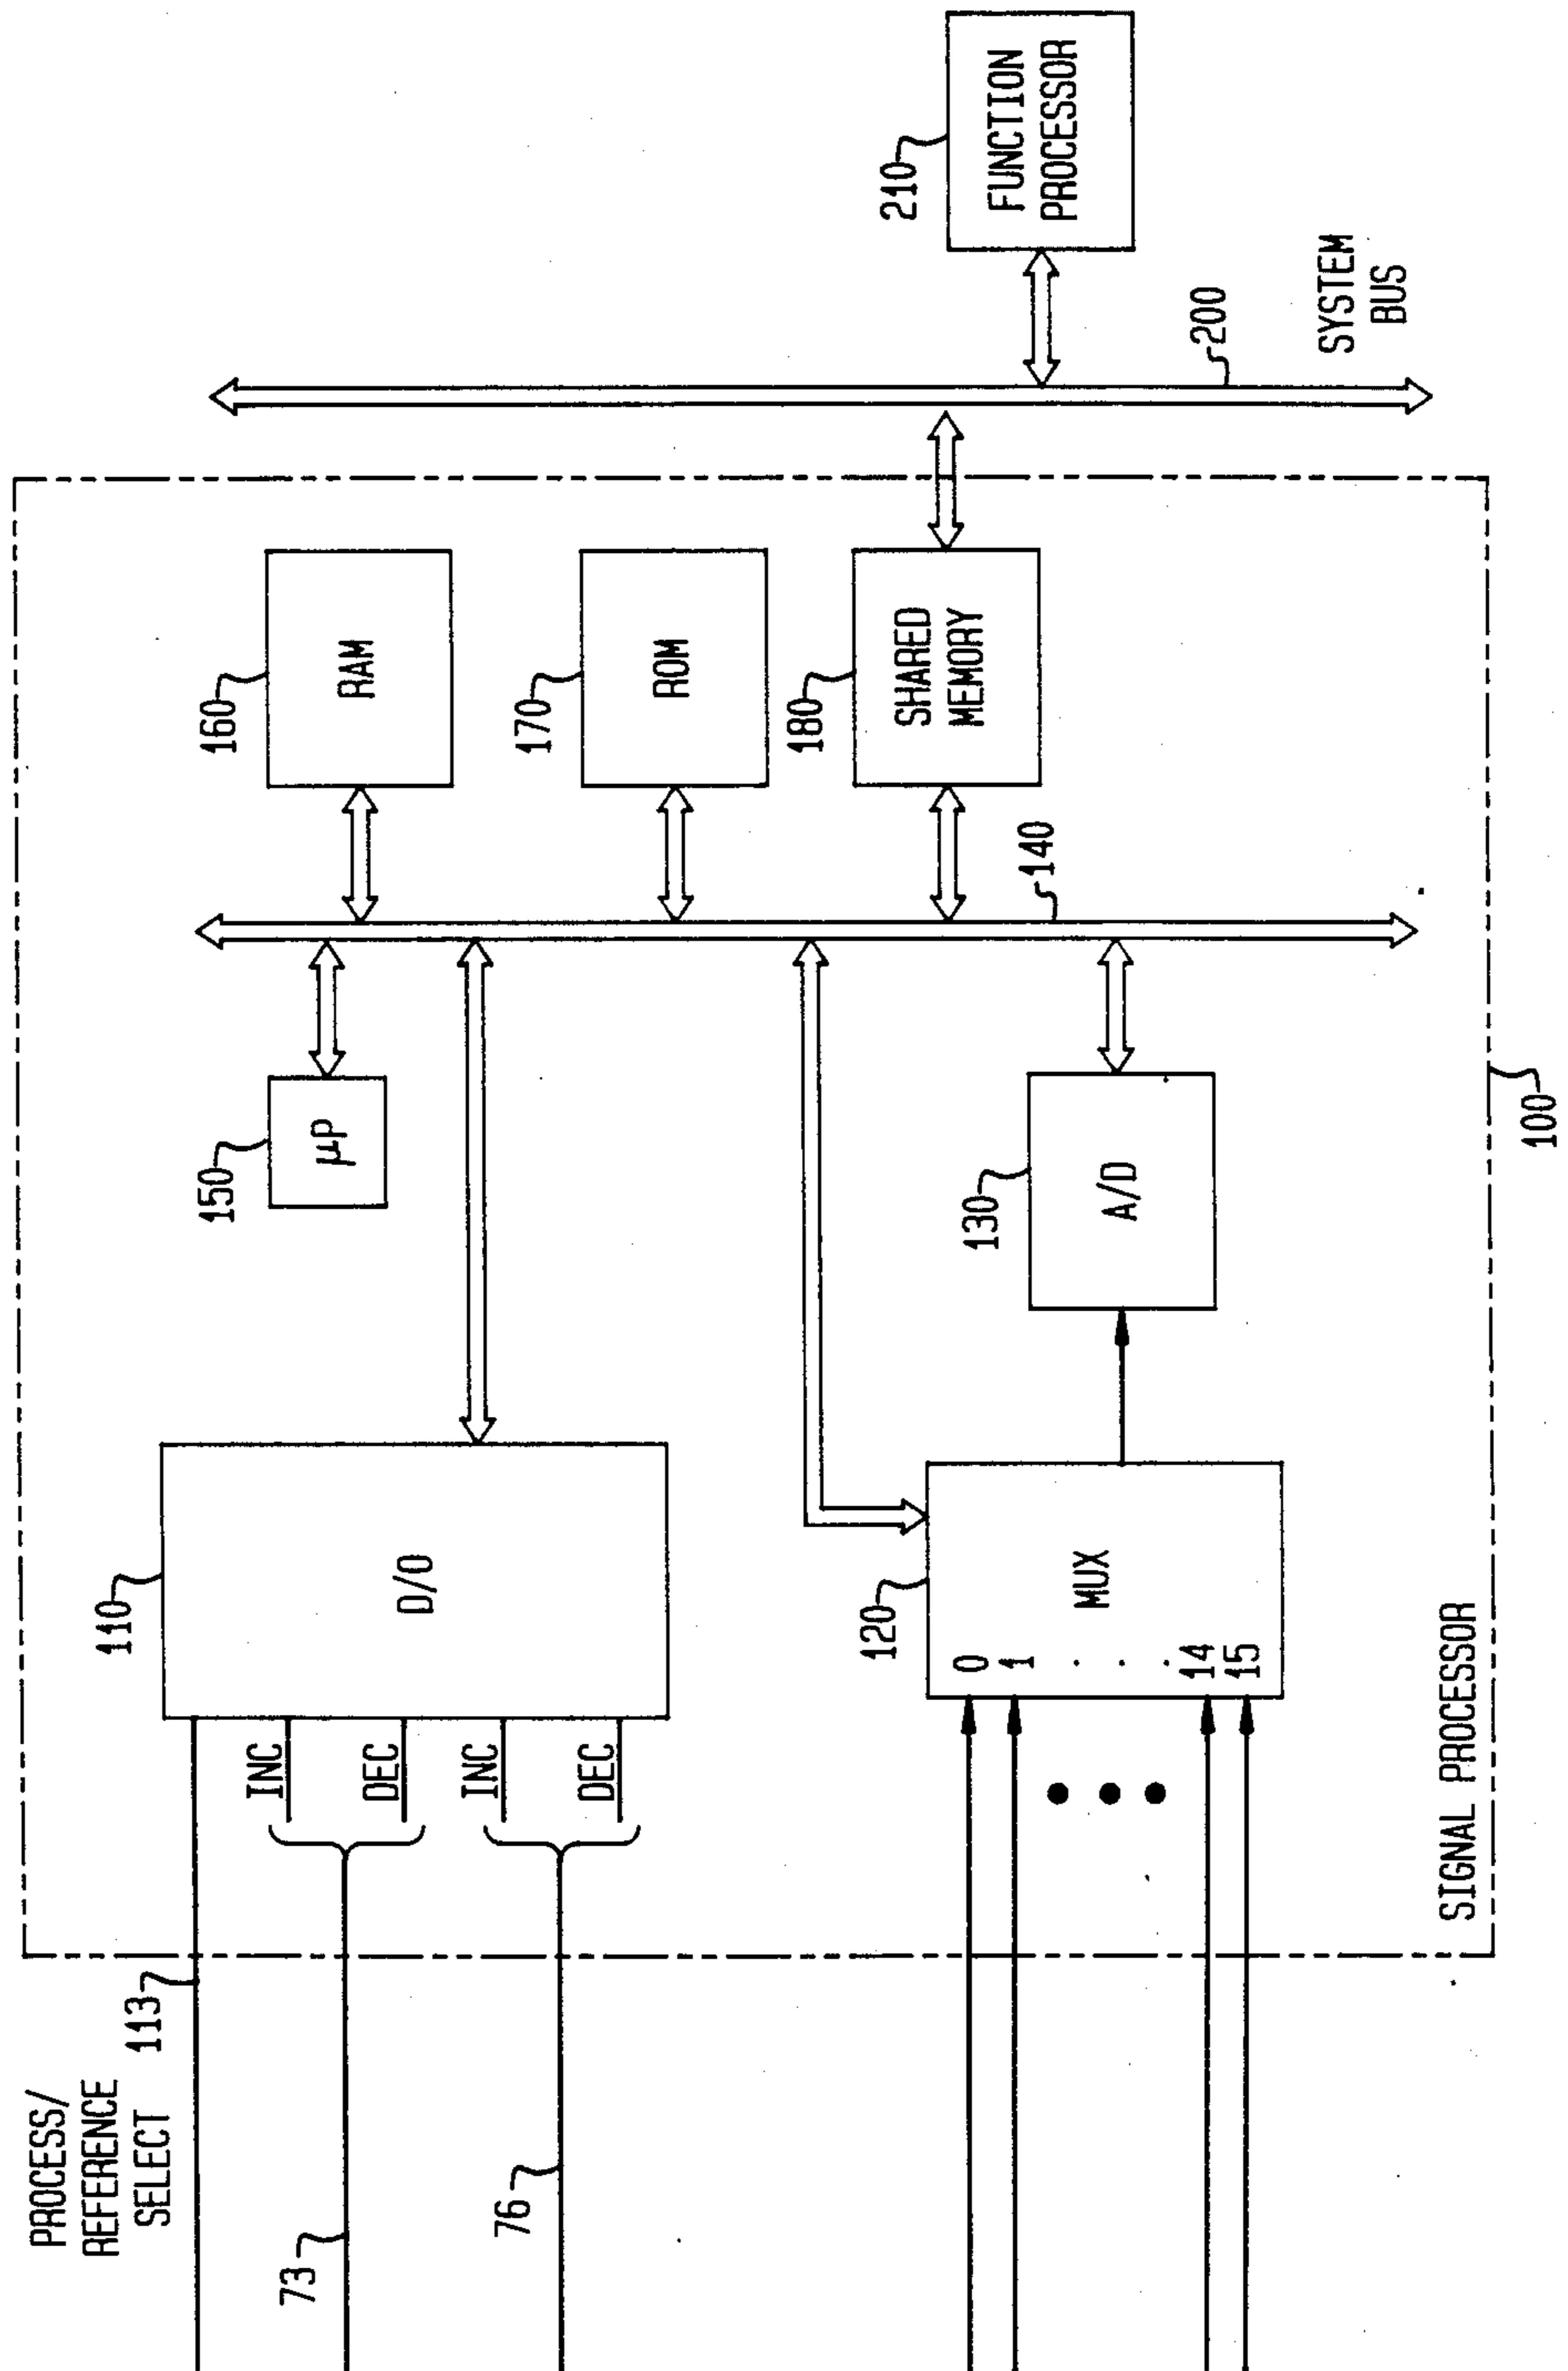 PROCESS/
REFERENCE
SELECT
113
73
76
110
D/O
INC
DEC
INC
DEC
120
MUX
0
1
.
.
.
14
15
130
A/D
150
µP
140
160
RAM
170
ROM
180
SHARED
MEMORY
SIGNAL PROCESSOR
100
200
SYSTEM
BUS
210
FUNCTION
PROCESSOR